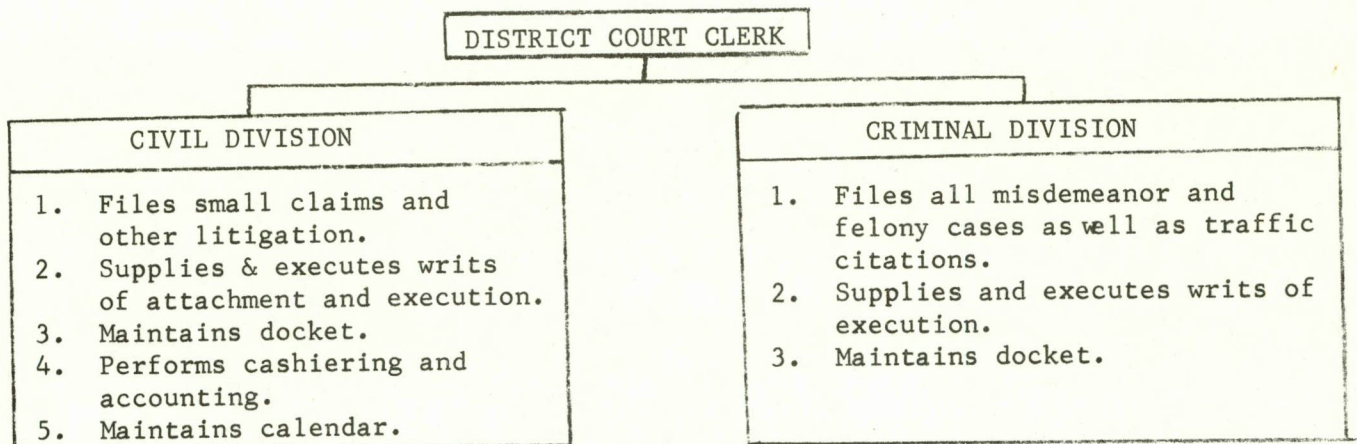 DISTRICT COURT CLERK
CIVIL DIVISION
1. Files small claims and
other litigation.
2. Supplies & executes writs
of attachment and execution.
3. Maintains docket.
4. Performs cashiering and
accounting.
5. Maintains calendar.
CRIMINAL DIVISION
1. Files all misdemeanor and
felony cases as well as traffic
citations.
2. Supplies and executes writs of
execution.
3. Maintains docket.